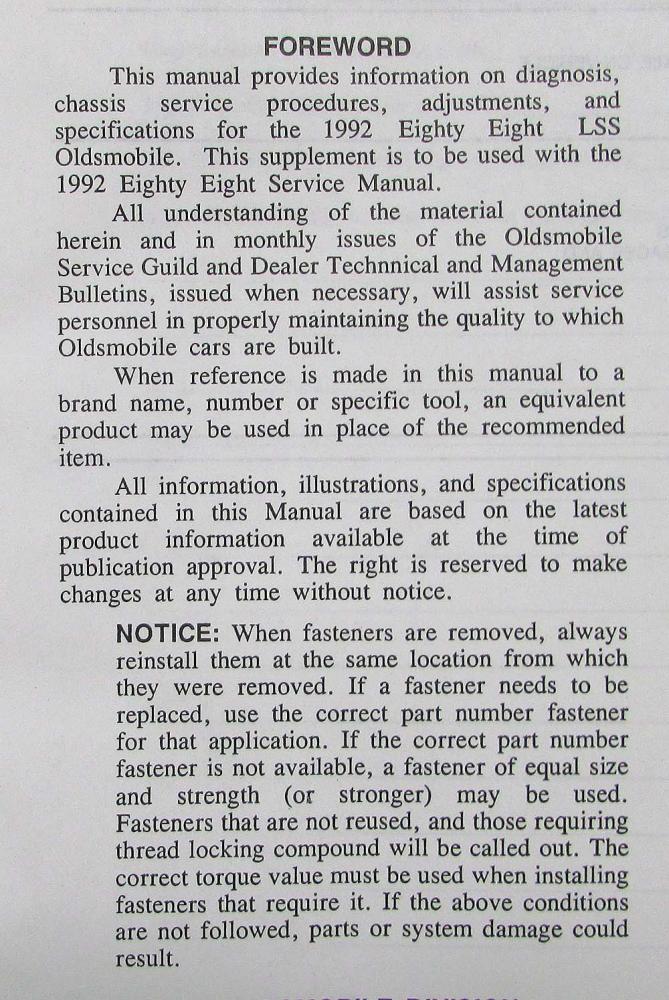 FOREWORD
This manual provides information on diagnosis,
chassis service procedures, adjustments, and
specifications for the 1992 Eighty Eight LSS
Oldsmobile. This supplement is to be used with the
1992 Eighty Eight Service Manual.
All understanding of the material contained
herein and in monthly issues of the Oldsmobile
Service Guild and Dealer Technnical and Management
Bulletins, issued when necessary, will assist service
personnel in properly maintaining the quality to which
Oldsmobile cars are built.
When reference is made in this manual to a
brand name, number or specific tool, an equivalent
product may be used in place of the recommended
item.
All information, illustrations, and specifications
contained in this Manual are based on the latest
product information available at the time of
publication approval. The right is reserved to make
changes at any time without notice.
NOTICE: When fasteners are removed, always
reinstall them at the same location from which
they were removed. If a fastener needs to be
replaced, use the correct part number fastener
for that application. If the correct part number
fastener is not available, a fastener of equal size
and strength (or stronger) may be used.
Fasteners that are not reused, and those requiring
thread locking compound will be called out. The
correct torque value must be used when installing
fasteners that require it. If the above conditions
are not followed, parts or system damage could
result.